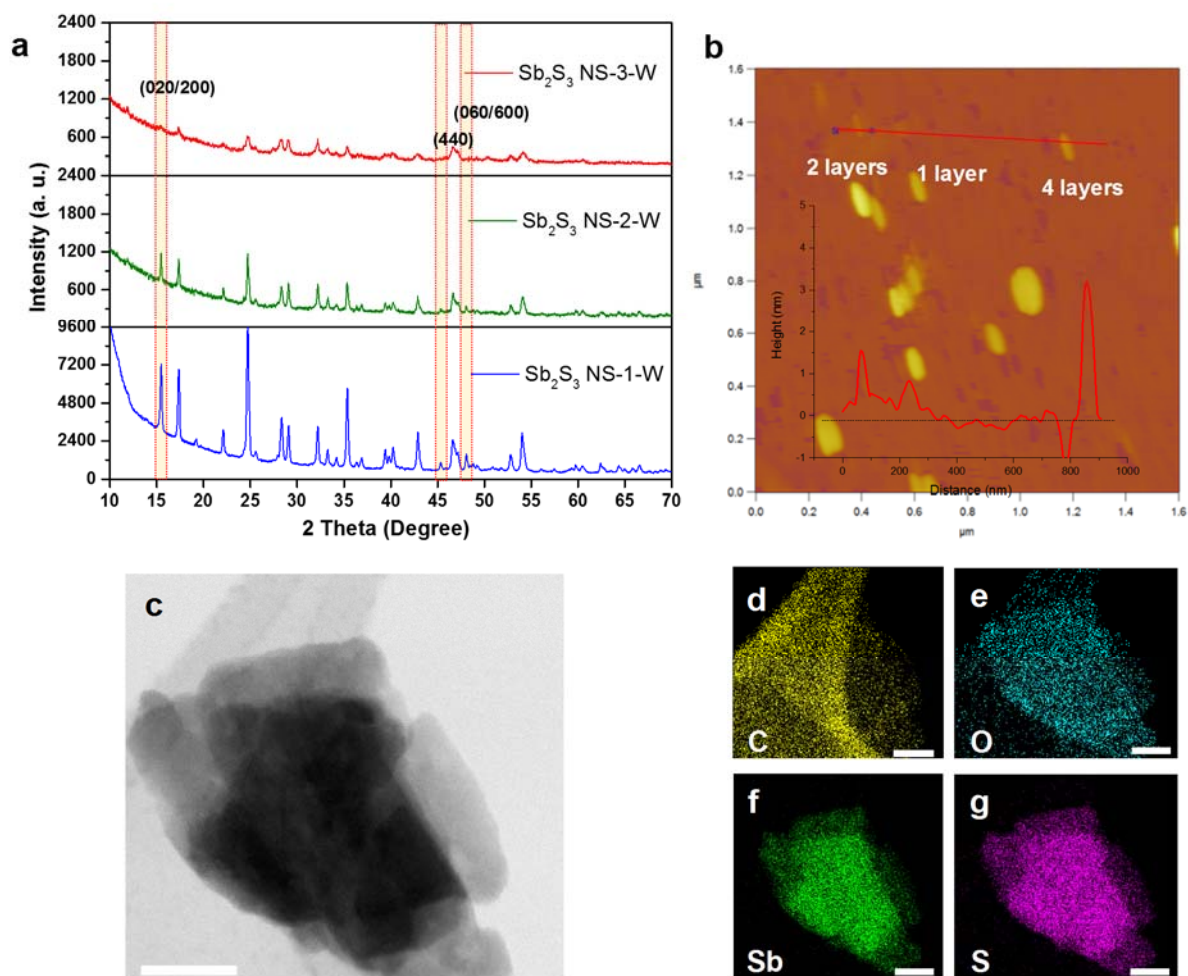 a
2400
1800
1200
600
2400
1800
1200
600
9600
7200
4800
2400
0
Intensity (a. u.)
(020/200)
Sb₂S₃ NS-3-W
(060/600)
(440)
Sb₂S₃ NS-2-W
Sb₂S₃ NS-1-W
10 15 20 25 30 35 40 45 50 55 60 65 70
2 Theta (Degree)
b
1.6
1.4
1.2
1.0
0.8
0.6
0.4
0.2
0.0
µm
2 layers
1 layer
4 layers
5
4
3
2
1
0
-1
Height (nm)
0 200 400 600 800 1000
Distance (nm)
0.0 0.2 0.4 0.6 0.8 1.0 1.2 1.4 1.6
µm
c
d
C
e
O
f
Sb
g
S